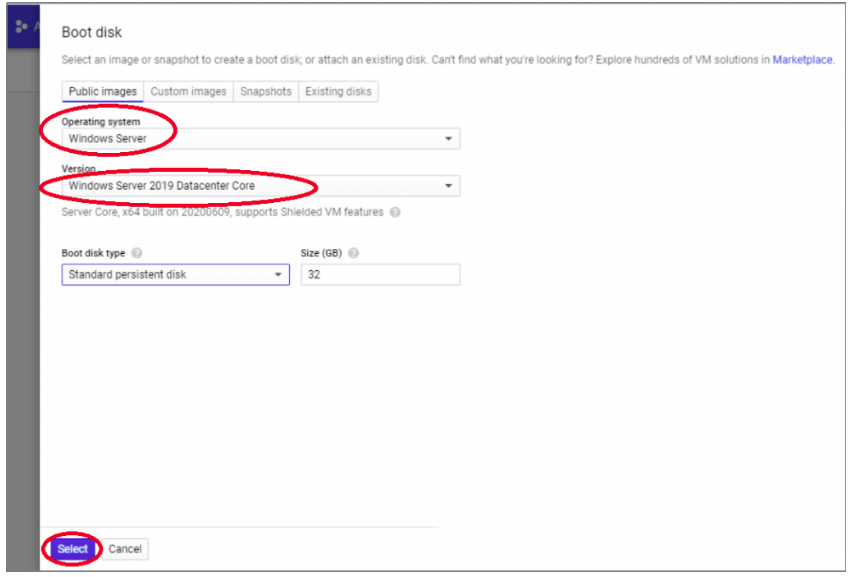 A
Boot disk
Select an image or snapshot to create a boot disk; or attach an existing disk. Can't find what you're looking for? Explore hundreds of VM solutions in Marketplace.
Public images Custom images Snapshots Existing disks
Operating system
Windows Server
Version
Windows Server 2019 Datacenter Core
Server Core, x64 built on 20200609, supports Shielded VM features
Boot disk type Size (GB)
Standard persistent disk 32
Select Cancel